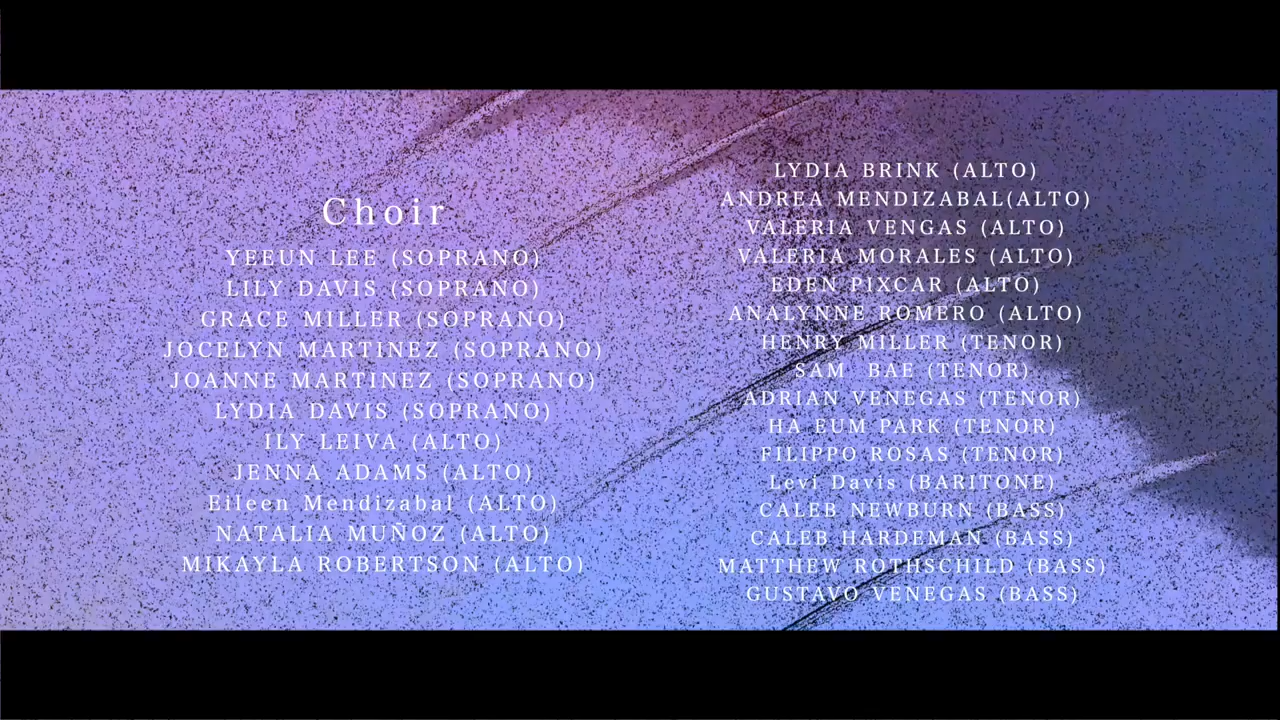 Choir
YEEUN LEE (SOPRANO)
LILY DAVIS (SOPRANO)
GRACE MILLER (SOPRANO)
JOCELYN MARTINEZ (SOPRANO)
JOANNE MARTINEZ (SOPRANO)
LYDIA DAVIS (SOPRANO)
ILY LEIVA (ALTO)
JENNA ADAMS (ALTO)
Eileen Mendizabal (ALTO)
NATALIA MUÑOZ (ALTO)
MIKAYLA ROBERTSON (ALTO)
LYDIA BRINK (ALTO)
ANDREA MENDIZABAL(ALTO)
VALERIA VENGAS (ALTO)
VALERIA MORALES (ALTO)
EDEN PIXCAR (ALTO)
ANALYNNE ROMERO (ALTO)
HENRY MILLER (TENOR)
SAM  BAE (TENOR)
ADRIAN VENEGAS (TENOR)
HA EUM PARK (TENOR)
FILIPPO ROSAS (TENOR)
Levi Davis (BARITONE)
CALEB NEWBURN (BASS)
CALEB HARDEMAN (BASS)
MATTHEW ROTHSCHILD (BASS)
GUSTAVO VENEGAS (BASS)